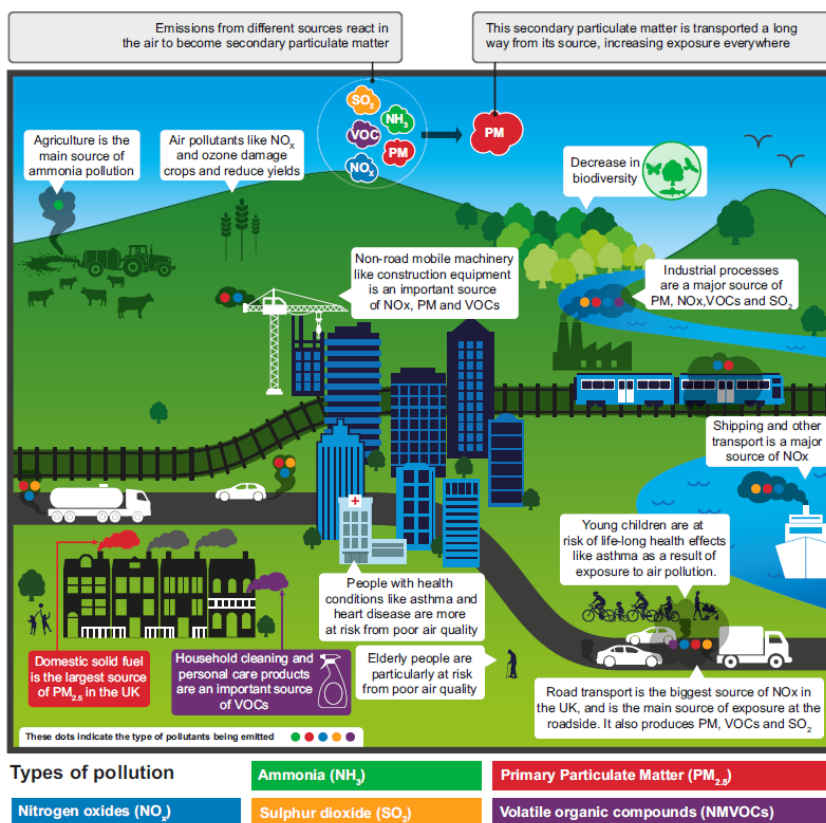 Emissions from different sources react in
the air to become secondary particulate matter
This secondary particulate matter is transported a long
way from its source, increasing exposure everywhere
SO₂
NH₃
VOC
PM
NOₓ
PM
Agriculture is the
main source of
ammonia pollution
Air pollutants like NOₓ
and ozone damage
crops and reduce yields
Decrease in
biodiversity
Non-road mobile machinery
like construction equipment
is an important source
of NOx, PM and VOCs
Industrial processes
are a major source of
PM, NOx,VOCs and SO₂
Shipping and other
transport is a major
source of NOx
Young children are at
risk of life-long health effects
like asthma as a result of
exposure to air pollution.
People with health
conditions like asthma and
heart disease are more
at risk from poor air quality
Domestic solid fuel
is the largest source
of PM₂.₅ in the UK
Household cleaning and
personal care products
are an important source
of VOCs
Elderly people are
particularly at risk
from poor air quality
Road transport is the biggest source of NOx in
the UK, and is the main source of exposure at the
roadside. It also produces PM, VOCs and SO₂
These dots indicate the type of pollutants being emitted
Types of pollution
Ammonia (NH₃)
Primary Particulate Matter (PM₂.₅)
Nitrogen oxides (NOₓ)
Sulphur dioxide (SO₂)
Volatile organic compounds (NMVOCs)